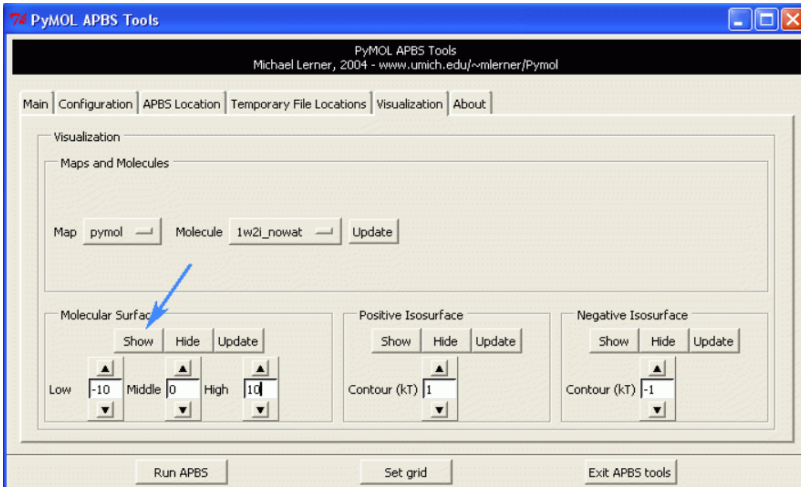 PyMOL APBS Tools
PyMOL APBS Tools
Michael Lerner, 2004 - www.umich.edu/~mlerner/Pymol
Main Configuration APBS Location Temporary File Locations Visualization About
Visualization
Maps and Molecules
Map pymol Molecule 1w2i_nowat Update
Molecular Surfac Positive Isosurface Negative Isosurface
Show Hide Update Show Hide Update Show Hide Update
Low -10 Middle 0 High 10 Contour (kT) 1 Contour (kT) -1
Run APBS Set grid Exit APBS tools